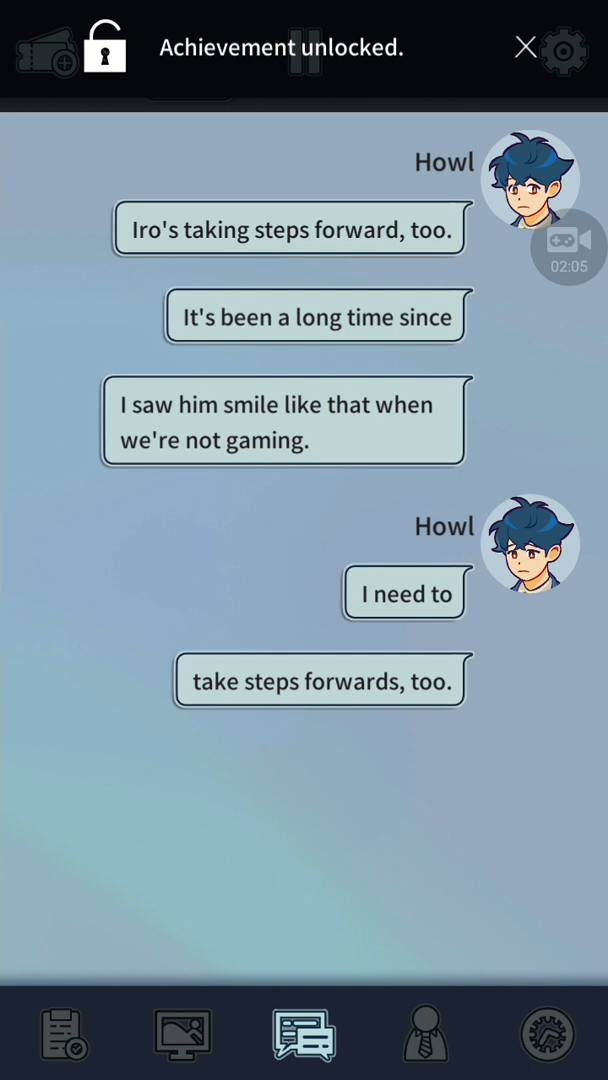 Achievement unlocked.
Howl
Iro's taking steps forward, too.
02:05
It's been a long time since
I saw him smile like that when
we're not gaming.
Howl
I need to
take steps forwards, too.